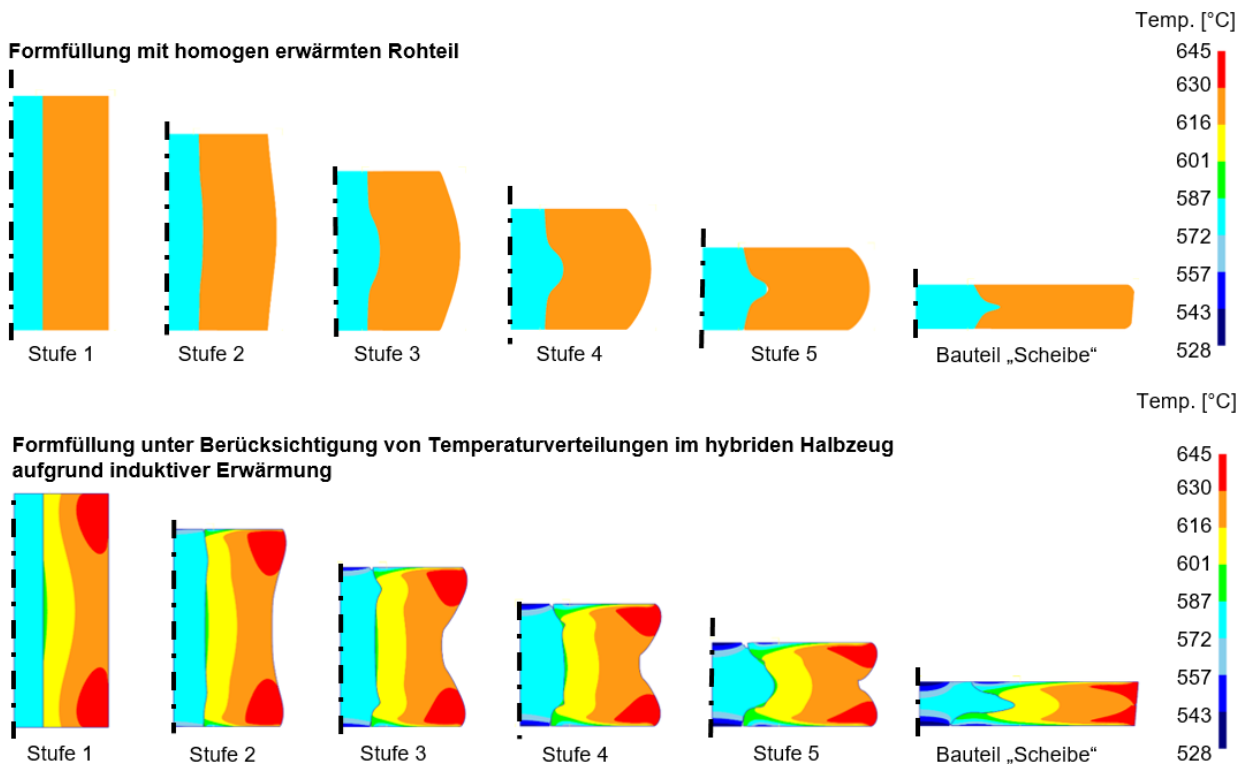 Temp. [°C]
Formfüllung mit homogen erwärmten Rohteil
645
630
616
601
587
572
557
543
528
Stufe 1
Stufe 2
Stufe 3
Stufe 4
Stufe 5
Bauteil „Scheibe“
Temp. [°C]
Formfüllung unter Berücksichtigung von Temperaturverteilungen im hybriden Halbzeug
aufgrund induktiver Erwärmung
645
630
616
601
587
572
557
543
528
Stufe 1
Stufe 2
Stufe 3
Stufe 4
Stufe 5
Bauteil „Scheibe“